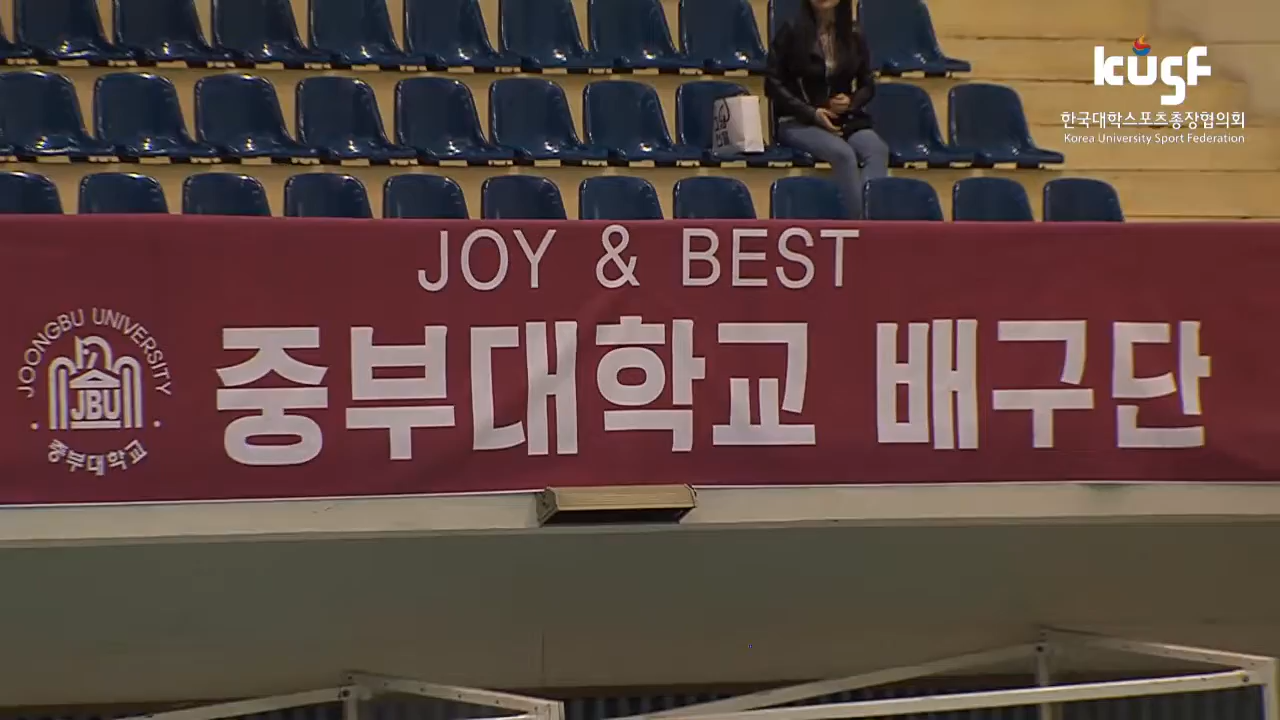 kusf
한국대학스포츠총장협의회
Korea University Sport Federation
JOY & BEST
중부대학교 배구단
JOONGBU UNIVERSITY
JBU
중부대학교